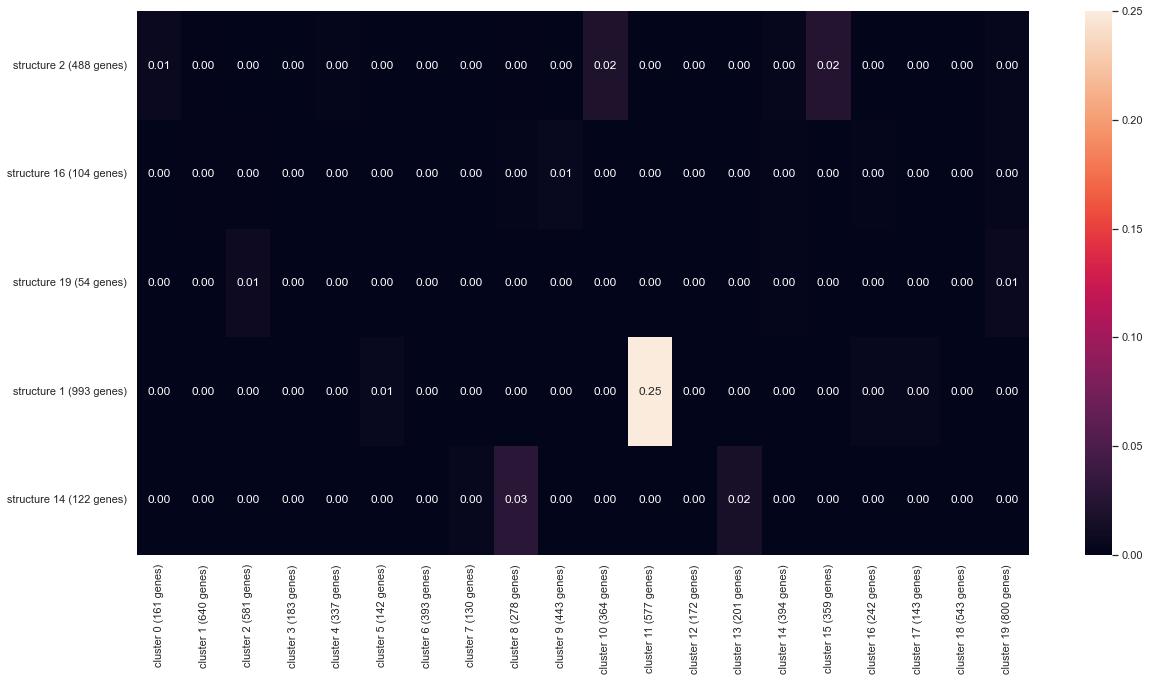 structure 2 (488 genes) 0.01 0.00 0.00 0.00 0.00 0.00 0.00 0.00 0.00 0.00 0.02 0.00 0.00 0.00 0.00 0.02 0.00 0.00 0.00 0.00
structure 16 (104 genes) 0.00 0.00 0.00 0.00 0.00 0.00 0.00 0.00 0.00 0.01 0.00 0.00 0.00 0.00 0.00 0.00 0.00 0.00 0.00 0.00
structure 19 (54 genes) 0.00 0.00 0.01 0.00 0.00 0.00 0.00 0.00 0.00 0.00 0.00 0.00 0.00 0.00 0.00 0.00 0.00 0.00 0.00 0.01
structure 1 (993 genes) 0.00 0.00 0.00 0.00 0.00 0.01 0.00 0.00 0.00 0.00 0.00 0.25 0.00 0.00 0.00 0.00 0.00 0.00 0.00 0.00
structure 14 (122 genes) 0.00 0.00 0.00 0.00 0.00 0.00 0.00 0.00 0.03 0.00 0.00 0.00 0.00 0.02 0.00 0.00 0.00 0.00 0.00 0.00
cluster 0 (161 genes)
cluster 1 (640 genes)
cluster 2 (581 genes)
cluster 3 (183 genes)
cluster 4 (337 genes)
cluster 5 (142 genes)
cluster 6 (393 genes)
cluster 7 (130 genes)
cluster 8 (278 genes)
cluster 9 (443 genes)
cluster 10 (364 genes)
cluster 11 (577 genes)
cluster 12 (172 genes)
cluster 13 (201 genes)
cluster 14 (394 genes)
cluster 15 (359 genes)
cluster 16 (242 genes)
cluster 17 (143 genes)
cluster 18 (543 genes)
cluster 19 (800 genes)
0.25
0.20
0.15
0.10
0.05
0.00